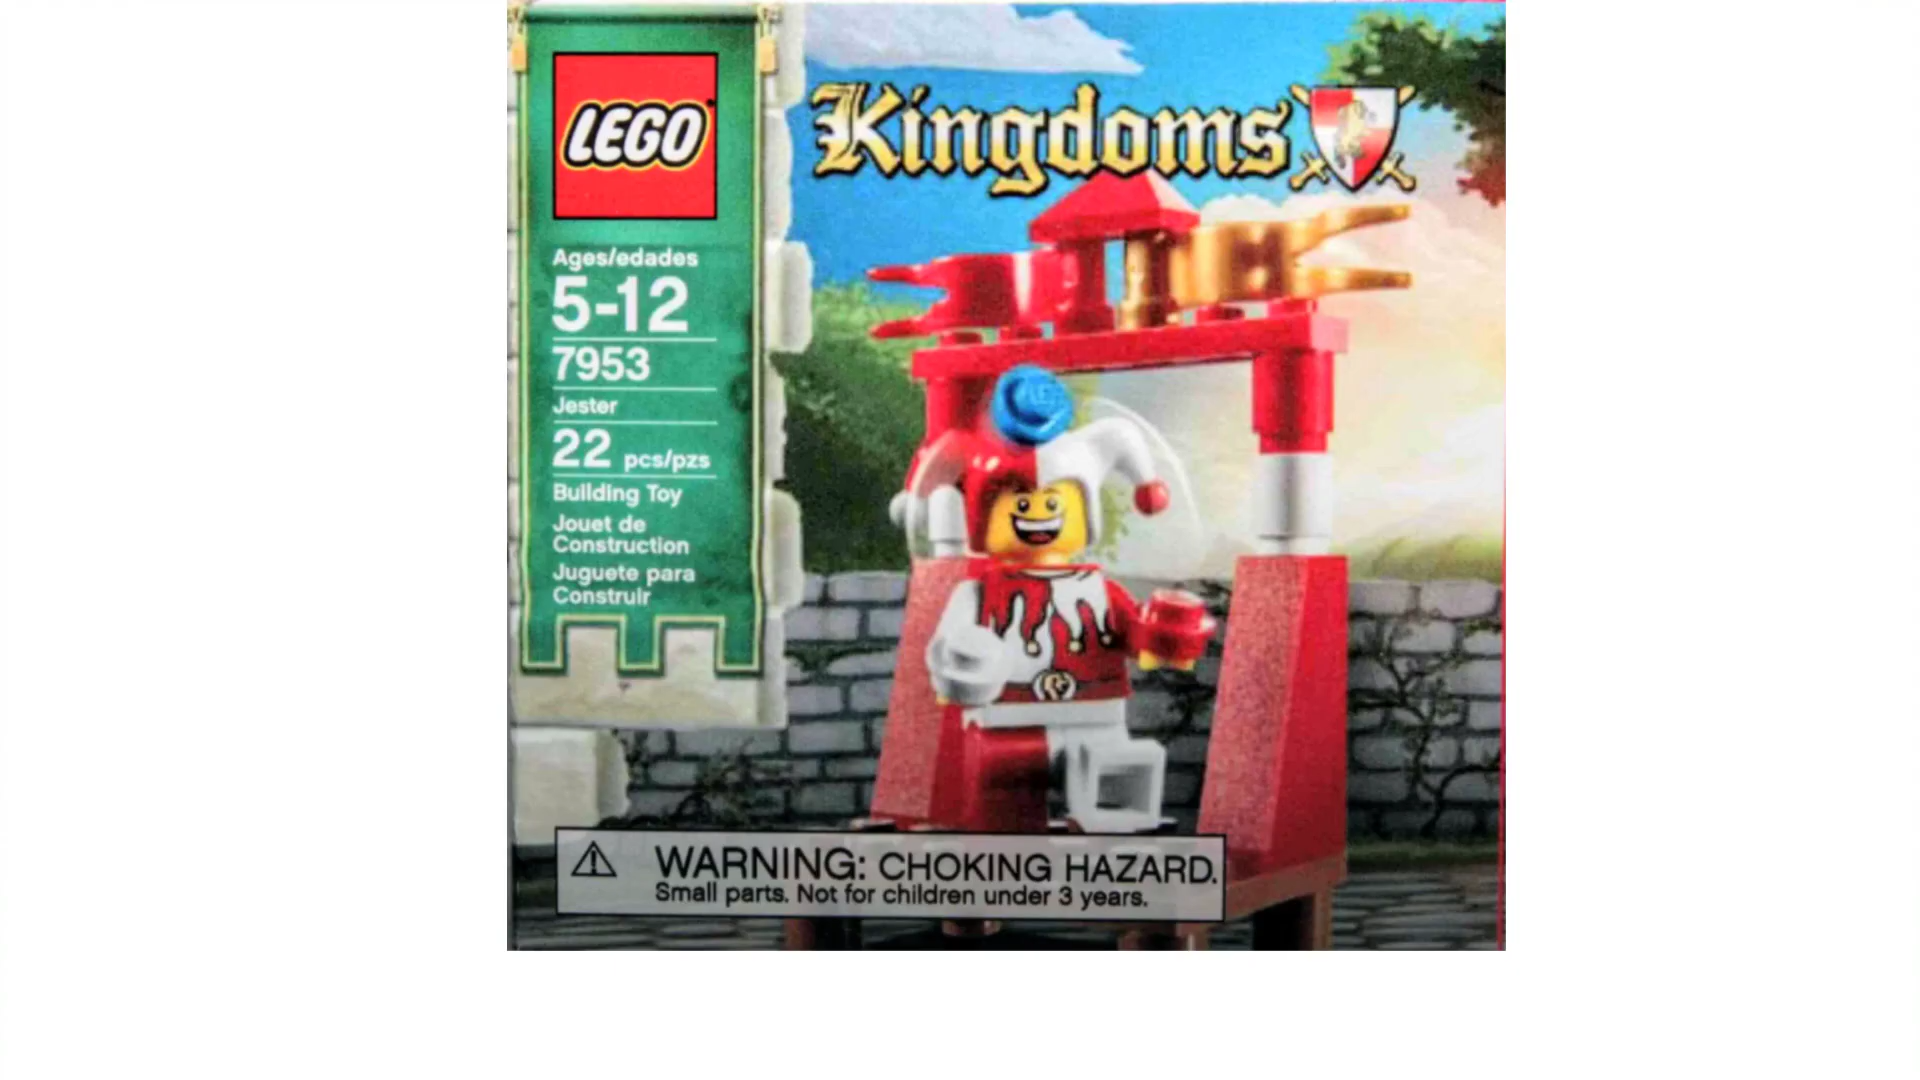 LEGO
Kingdoms
Ages/edades
5-12
7953
Jester
22 pcs/pzs
Building Toy
Jouet de
Construction
Juguete para
Construir
WARNING: CHOKING HAZARD.
Small parts. Not for children under 3 years.